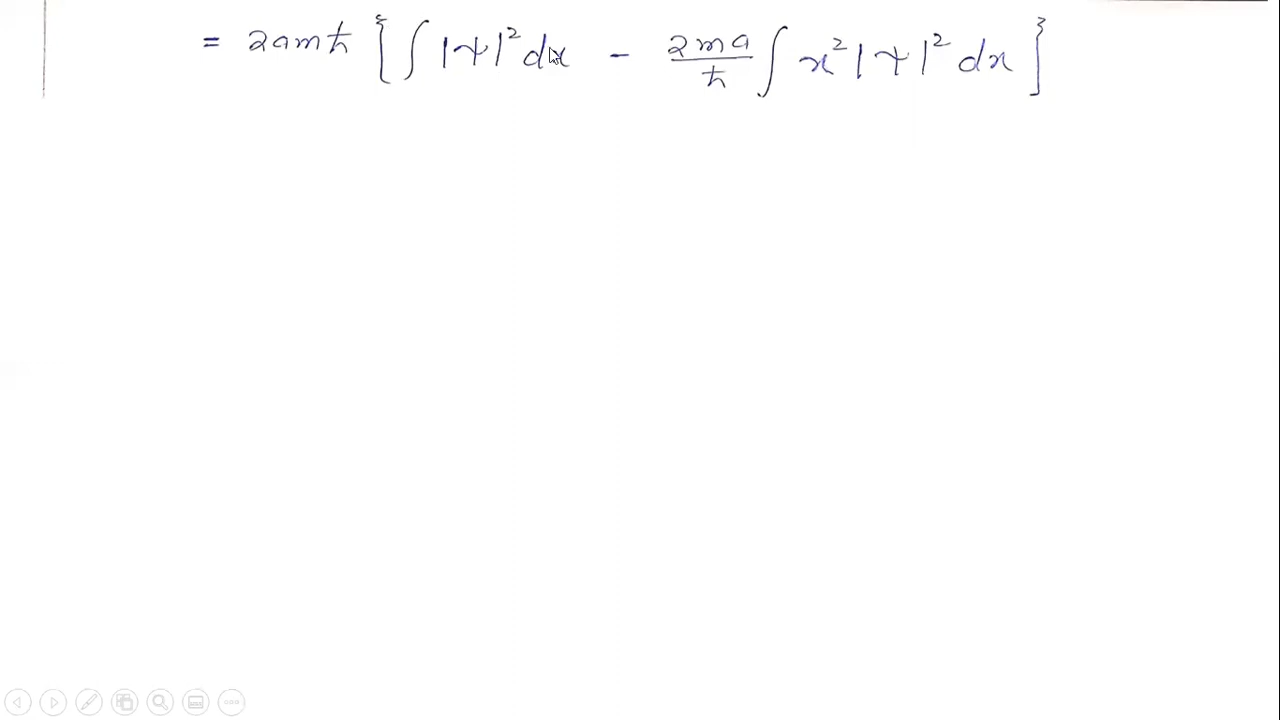 = 2amħ { ∫ |ψ|² dx − 2ma/ħ ∫ x² |ψ|² dx }